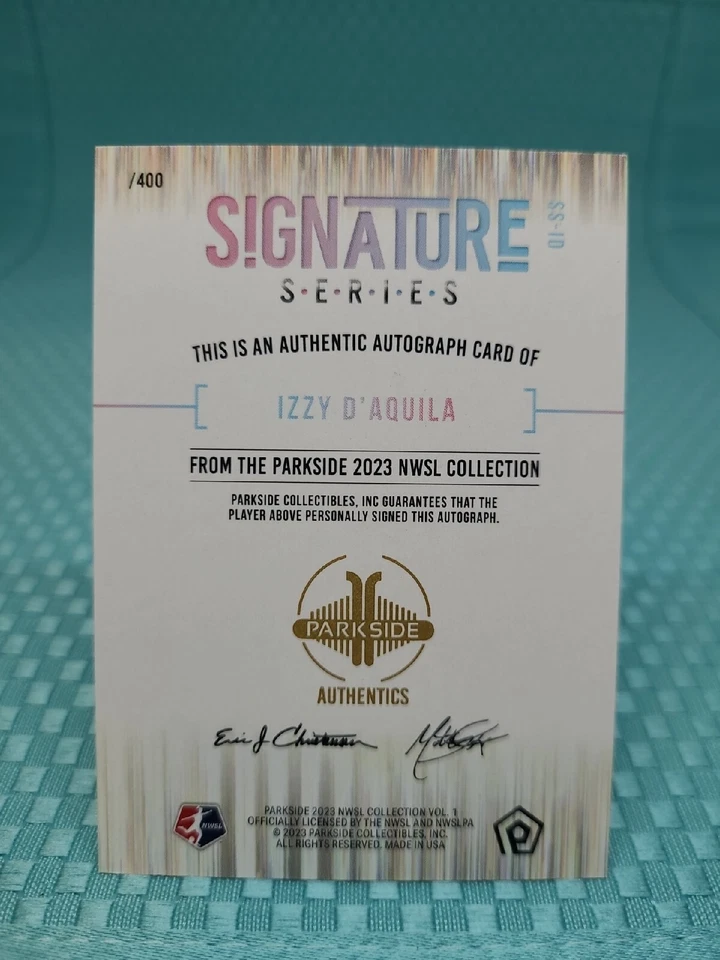 /400
SIGNATURE
SS-ID
S·E·R·I·E·S
THIS IS AN AUTHENTIC AUTOGRAPH CARD OF
IZZY D'AQUILA
FROM THE PARKSIDE 2023 NWSL COLLECTION
PARKSIDE COLLECTIBLES, INC GUARANTEES THAT THE
PLAYER ABOVE PERSONALLY SIGNED THIS AUTOGRAPH.
PARKSIDE
AUTHENTICS
NWSL
PARKSIDE 2023 NWSL COLLECTION VOL. 1
OFFICIALLY LICENSED BY THE NWSL AND NWSLPA
© 2023 PARKSIDE COLLECTIBLES, INC.
ALL RIGHTS RESERVED. MADE IN USA